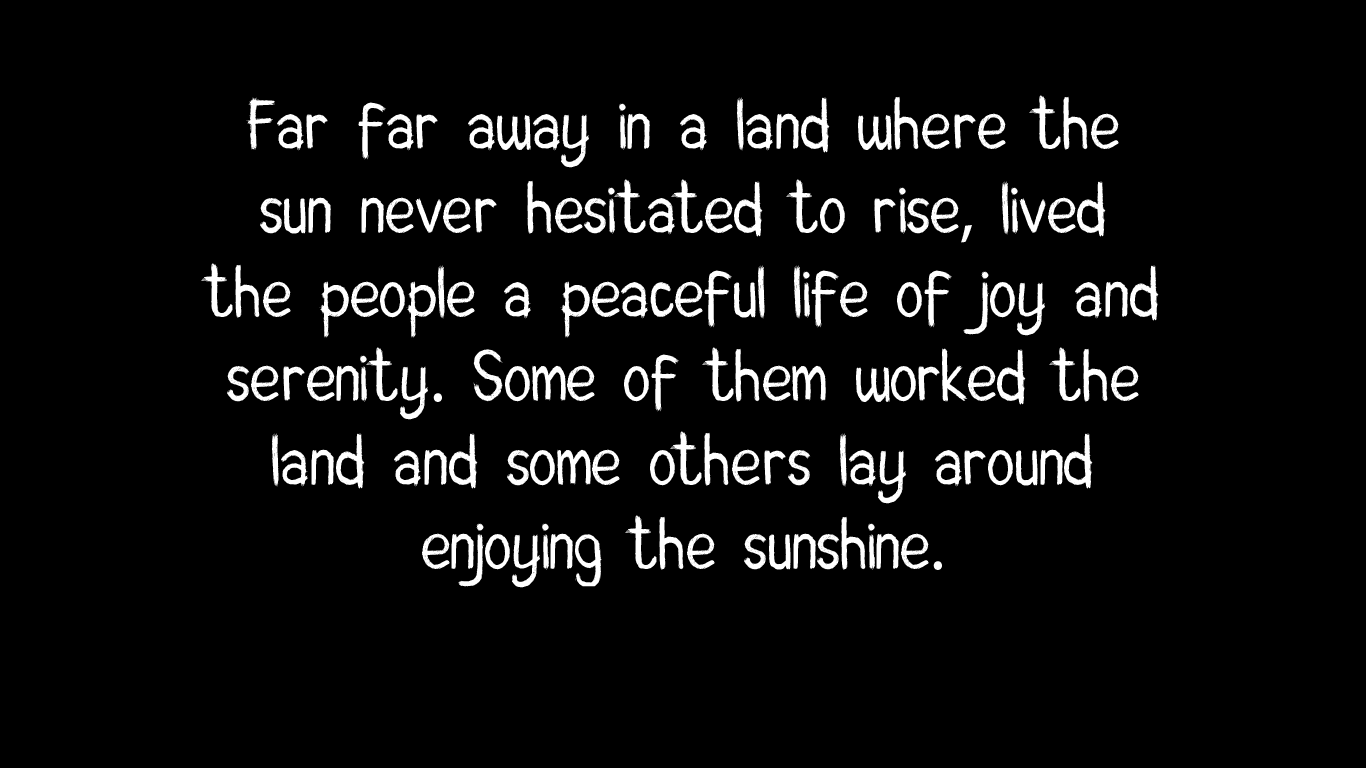 Far far away in a land where the
sun never hesitated to rise, lived
the people a peaceful life of joy and
serenity. Some of them worked the
land and some others lay around
enjoying the sunshine.